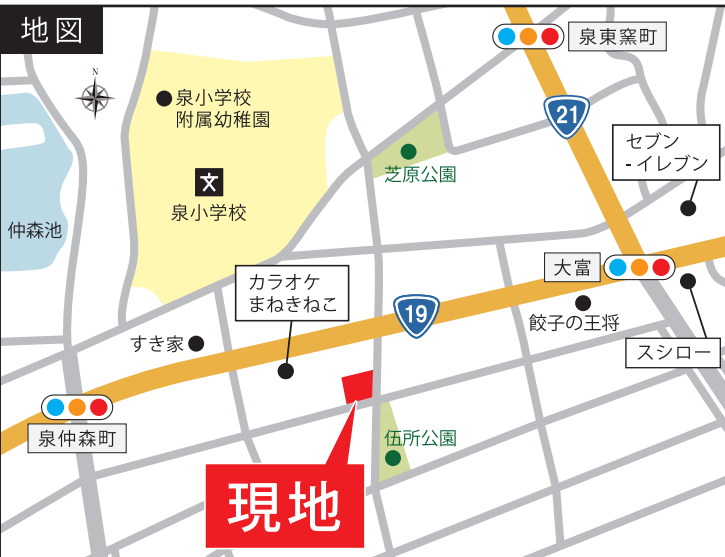 地図
N
泉東窯町
21
泉小学校
附属幼稚園
セブン
-イレブン
芝原公園
文
泉小学校
仲森池
大富
カラオケ
まねきねこ
19
餃子の王将
すき家
スシロー
泉仲森町
伍所公園
現地